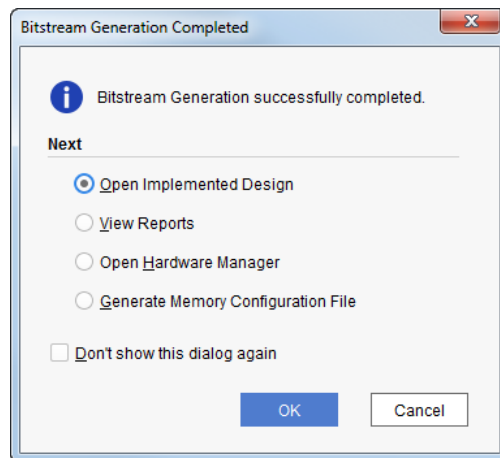 Bitstream Generation Completed
Bitstream Generation successfully completed.
Next
Open Implemented Design
View Reports
Open Hardware Manager
Generate Memory Configuration File
Don't show this dialog again
OK
Cancel